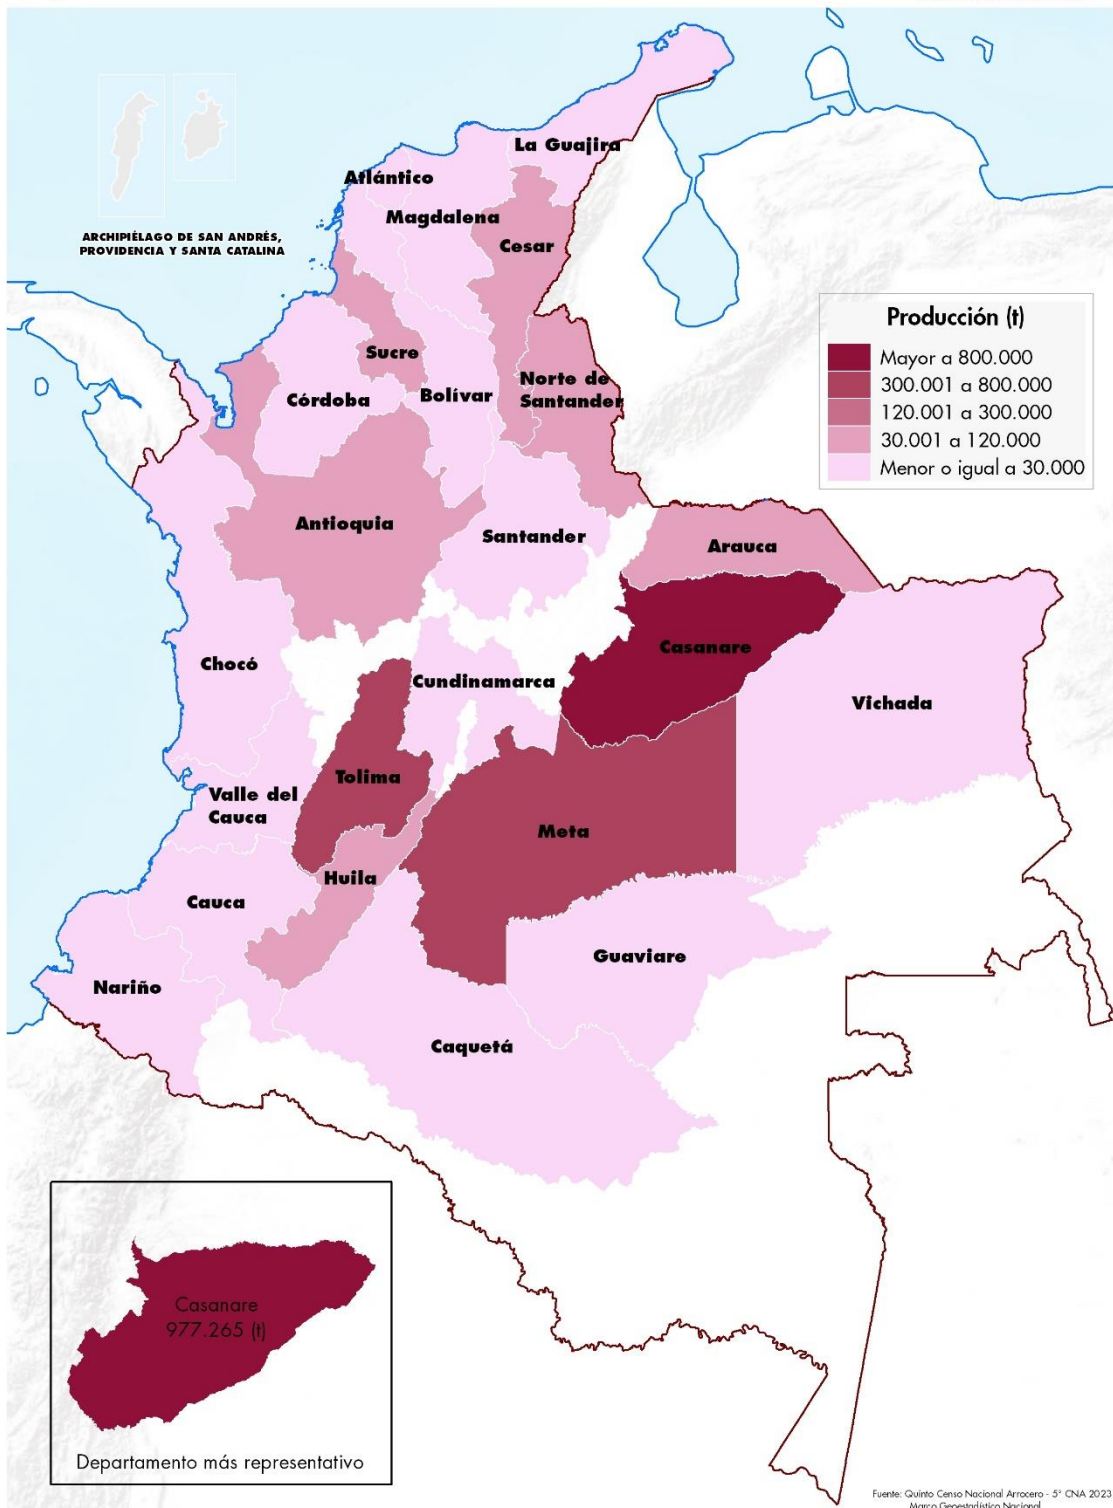 La Guajira
Atlántico
Magdalena
Cesar
ARCHIPIÉLAGO DE SAN ANDRÉS,
PROVIDENCIA Y SANTA CATALINA
Producción (t)
Mayor a 800.000
300.001 a 800.000
120.001 a 300.000
30.001 a 120.000
Menor o igual a 30.000
Sucre
Córdoba
Bolívar
Norte de
Santander
Antioquia
Santander
Arauca
Casanare
Chocó
Cundinamarca
Vichada
Tolima
Valle del
Cauca
Meta
Huila
Cauca
Guaviare
Nariño
Caquetá
Casanare
977.265 (t)
Departamento más representativo
Fuente: Quinto Censo Nacional Arrocero - 5° CNA 2023
Marco Geoestadístico Nacional